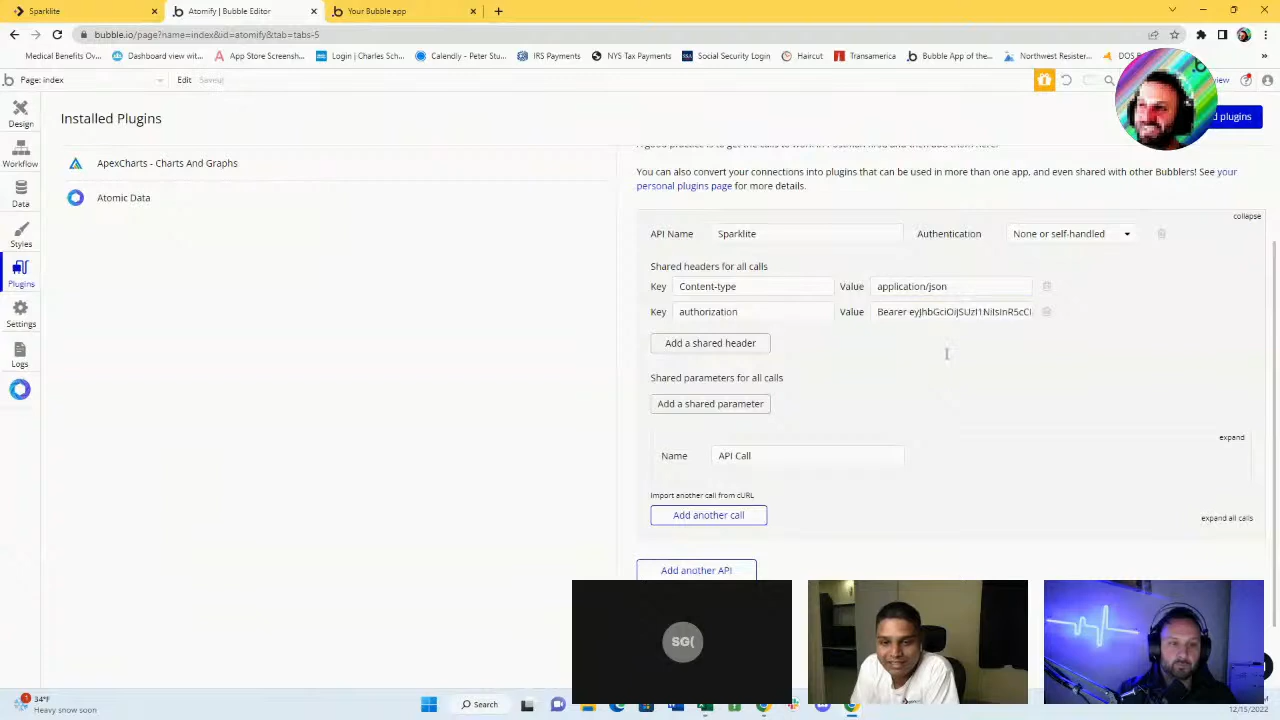 Sparklite
Atomify | Bubble Editor
Your Bubble app
bubble.io/page?name=index&id=atomify&tab=tabs-5
Medical Benefits Ov...
Dashboard view wit...
Login | Charles Sch...
Calendly - Peter Stu...
IRS Payments
NYS Tax Payments
Social Security Login
Haircut
Transamerica
Bubble App of the...
Northwest Register...
Page: index
Edit
Saved
Design
Workflow
Data
Styles
Plugins
Settings
Logs
Installed Plugins
plugins
ApexCharts - Charts And Graphs
Atomic Data
You can also convert your connections into plugins that can be used in more than one app, and even shared with other Bubblers! See your
personal plugins page for more details.
collapse
API Name
Sparklite
Authentication
None or self-handled
Shared headers for all calls
Key
Content-type
Value
application/json
Key
authorization
Value
Add a shared header
Shared parameters for all calls
Add a shared parameter
expand
Name
API Call
Import another call from cURL
Add another call
expand all calls
Add another API
SG(
34°F
Heavy snow soon
Search
12/15/2022